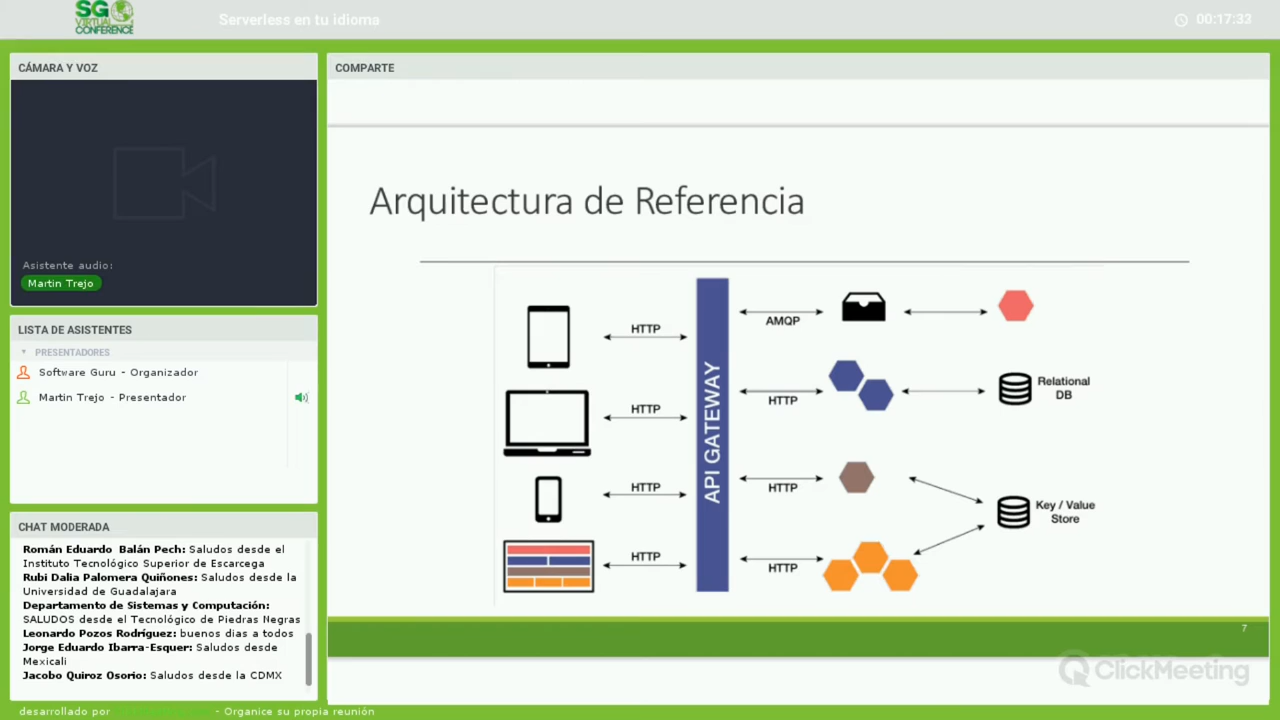 SG
VIRTUAL
CONFERENCE
Serverless en tu idioma
00:17:33
CÁMARA Y VOZ
Asistente audio:
Martin Trejo
LISTA DE ASISTENTES
PRESENTADORES
Software Guru - Organizador
Martin Trejo - Presentador
CHAT MODERADA
Román Eduardo Balán Pech: Saludos desde el
Instituto Tecnológico Superior de Escarcega
Rubi Dalia Palomera Quiñones: Saludos desde la
Universidad de Guadalajara
Departamento de Sistemas y Computación:
SALUDOS desde el Tecnológico de Piedras Negras
Leonardo Pozos Rodríguez: buenos dias a todos
Jorge Eduardo Ibarra-Esquer: Saludos desde
Mexicali
Jacobo Quiroz Osorio: Saludos desde la CDMX
desarrollado por
- Organice su propia reunión
COMPARTE
Arquitectura de Referencia
HTTP
HTTP
HTTP
HTTP
API GATEWAY
AMQP
HTTP
HTTP
HTTP
Relational
DB
Key / Value
Store
7
ClickMeeting